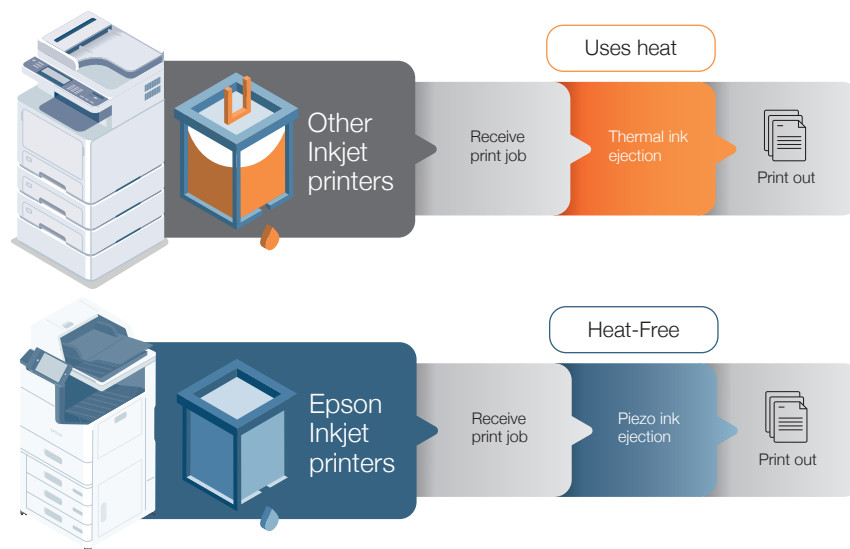 Uses heat
Other
Inkjet
printers
Receive
print job
Thermal ink
ejection
Print out
Heat-Free
Epson
Inkjet
printers
Receive
print job
Piezo ink
ejection
Print out